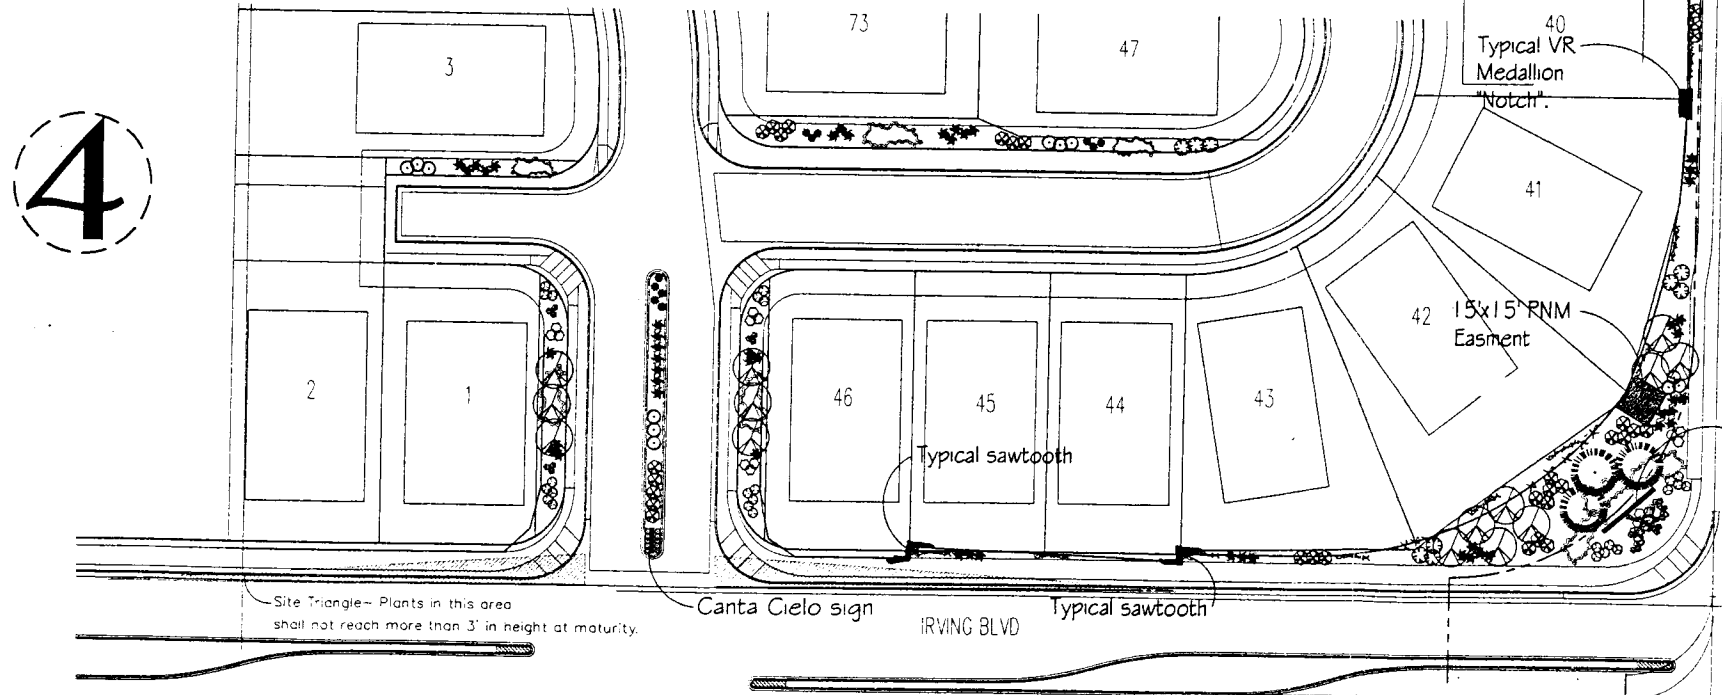 4
3
73
47
40
Typical VR
Medallion
"Notch".
41
42
15'x15' PNM
Easment
2
1
46
45
44
43
Typical sawtooth
Site Triangle- Plants in this area
shall not reach more than 3' in height at maturity.
Canta Cielo sign
Typical sawtooth
IRVING BLVD